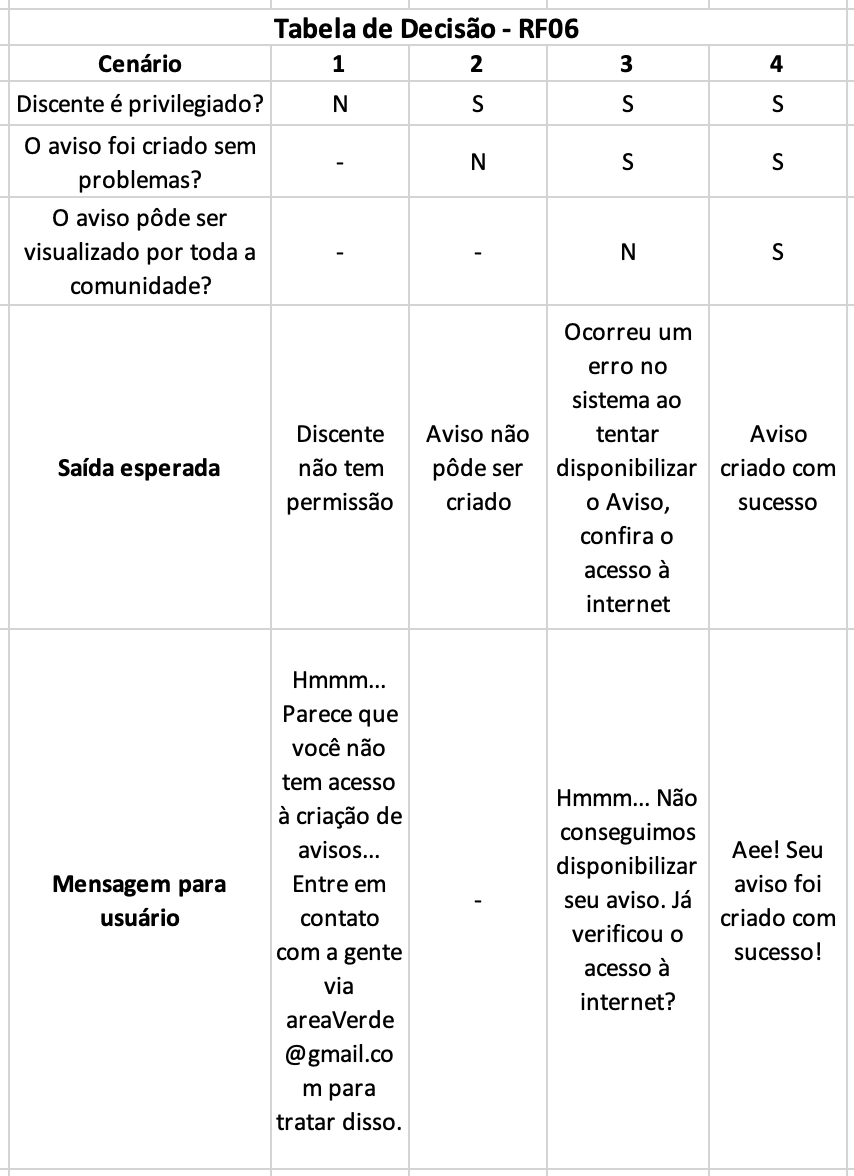 Tabela de Decisão - RF06
Cenário 1 2 3 4
Discente é privilegiado? N S S S
O aviso foi criado sem
problemas?
- N S S
O aviso pôde ser
visualizado por toda a
comunidade?
- - N S
Saída esperada
Discente
não tem
permissão
Aviso não
pôde ser
criado
Ocorreu um
erro no
sistema ao
tentar
disponibilizar
o Aviso,
confira o
acesso à
internet
Aviso
criado com
sucesso
Mensagem para
usuário
Hmmm...
Parece que
você não
tem acesso
à criação de
avisos...
Entre em
contato
com a gente
via
areaVerde
@gmail.co
m para
tratar disso.
-
Hmmm... Não
conseguimos
disponibilizar
seu aviso. Já
verificou o
acesso à
internet?
Aee! Seu
aviso foi
criado com
sucesso!